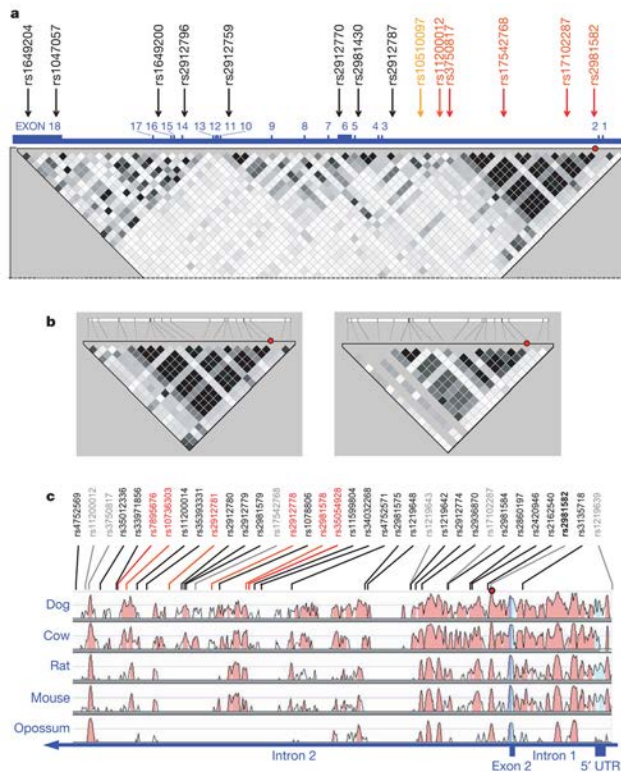 a
rs1649204
rs1047057
rs1649200
rs2912796
rs2912759
rs2912770
rs2981430
rs2912787
rs10510097
rs11200012
rs3750817
rs17542768
rs17102287
rs2981582
EXON 18
17 16 15 14 13 12 11 10 9 8 7 6 5 4 3 2 1
b
c
rs4752569
rs11200012
rs3750817
rs35012336
rs33971856
rs7895676
rs10736303
rs11200014
rs35393331
rs2912781
rs2912780
rs2912779
rs2981579
rs17542768
rs2912778
rs1078806
rs2981578
rs35054928
rs11599804
rs34032268
rs4752571
rs2981575
rs1219648
rs1219643
rs1219642
rs2912774
rs2936870
rs17102287
rs2981584
rs2860197
rs2420946
rs2162540
rs2981582
rs3135718
rs1219639
Dog
Cow
Rat
Mouse
Opossum
Intron 2
Exon 2
Intron 1
5′ UTR